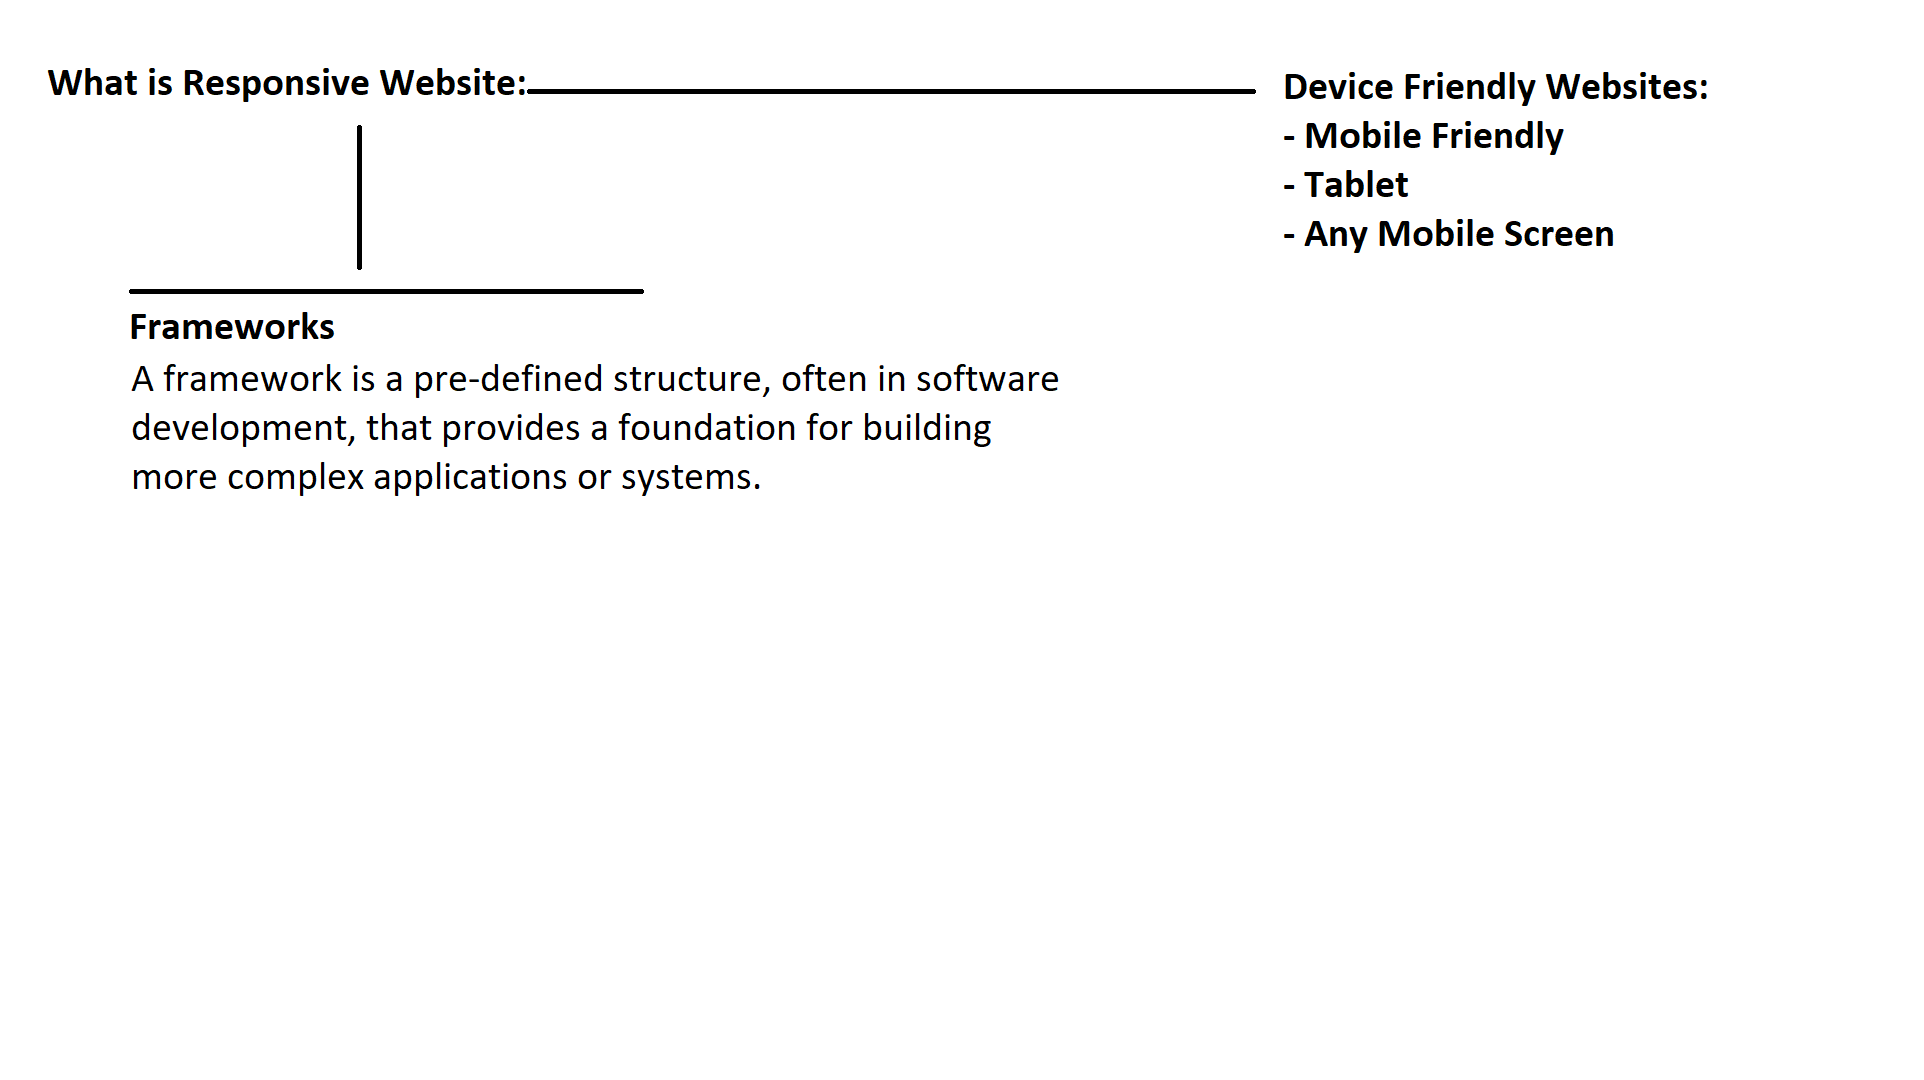 What is Responsive Website:
Device Friendly Websites:
- Mobile Friendly
- Tablet
- Any Mobile Screen
Frameworks
A framework is a pre-defined structure, often in software
development, that provides a foundation for building
more complex applications or systems.